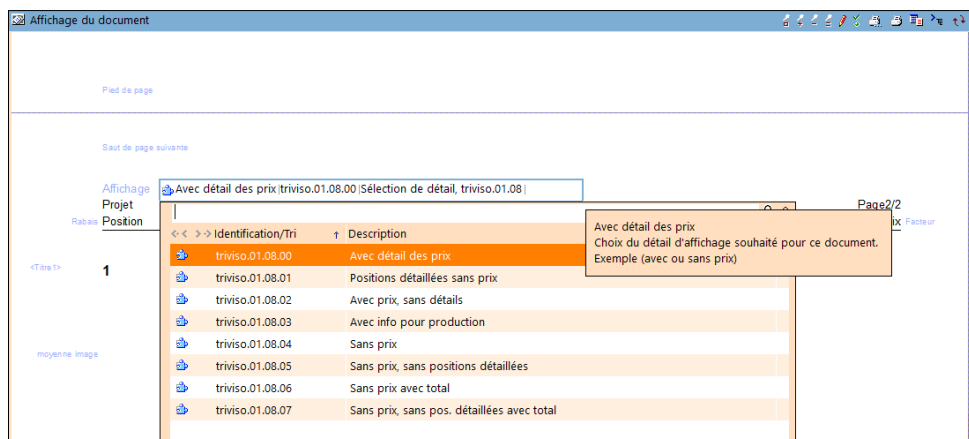 Affichage du document
Pied de page
Saut de page suivante
Affichage Avec détail des prix|triviso.01.08.00|Sélection de détail, triviso.01.08|
Projet Page2/2
Rabais Position ix Facteur
Avec détail des prix
Choix du détail d'affichage souhaité pour ce document.
Exemple (avec ou sans prix)
Identification/Tri Description
triviso.01.08.00 Avec détail des prix
<Titre1> 1
triviso.01.08.01 Positions détaillées sans prix
triviso.01.08.02 Avec prix, sans détails
triviso.01.08.03 Avec info pour production
triviso.01.08.04 Sans prix
moyenne image
triviso.01.08.05 Sans prix, sans positions détaillées
triviso.01.08.06 Sans prix avec total
triviso.01.08.07 Sans prix, sans pos. détaillées avec total